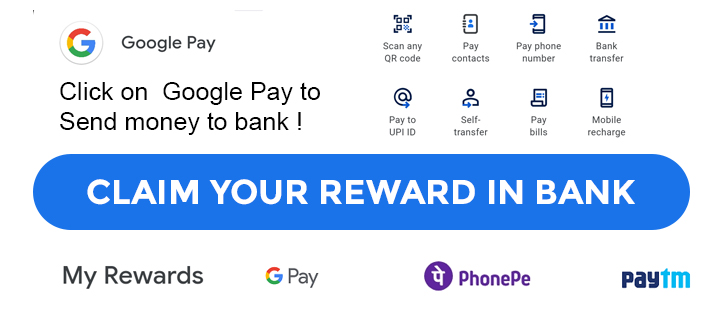 Google Pay
Click on Google Pay to
Send money to bank !
Scan any
QR code
Pay
contacts
Pay phone
number
Bank
transfer
Pay to
UPI ID
Self-
transfer
Pay
bills
Mobile
recharge
CLAIM YOUR REWARD IN BANK
My Rewards
G Pay
पे PhonePe
paytm